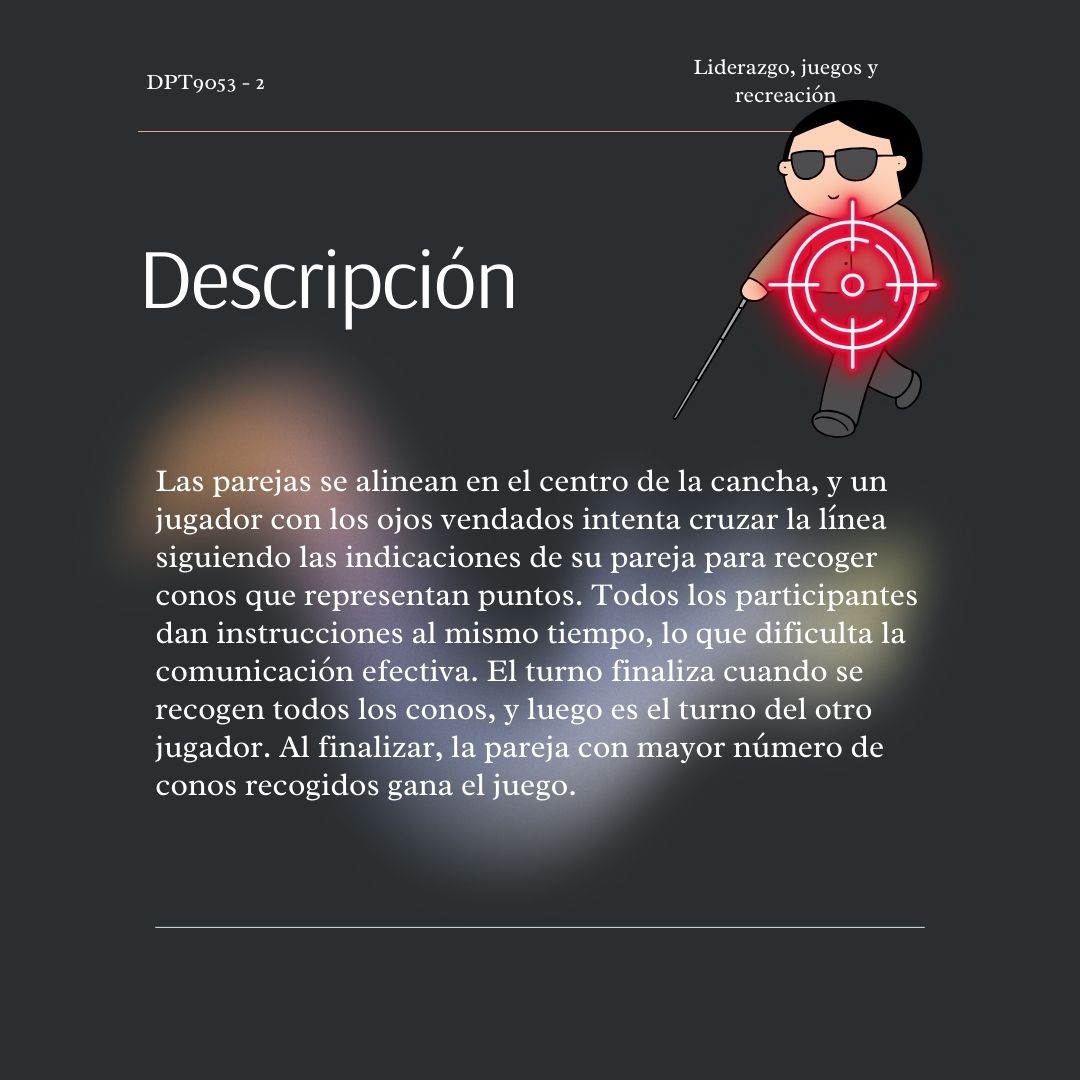 DPT9053 - 2
Liderazgo, juegos y
recreación
Descripción
Las parejas se alinean en el centro de la cancha, y un
jugador con los ojos vendados intenta cruzar la línea
siguiendo las indicaciones de su pareja para recoger
conos que representan puntos. Todos los participantes
dan instrucciones al mismo tiempo, lo que dificulta la
comunicación efectiva. El turno finaliza cuando se
recogen todos los conos, y luego es el turno del otro
jugador. Al finalizar, la pareja con mayor número de
conos recogidos gana el juego.